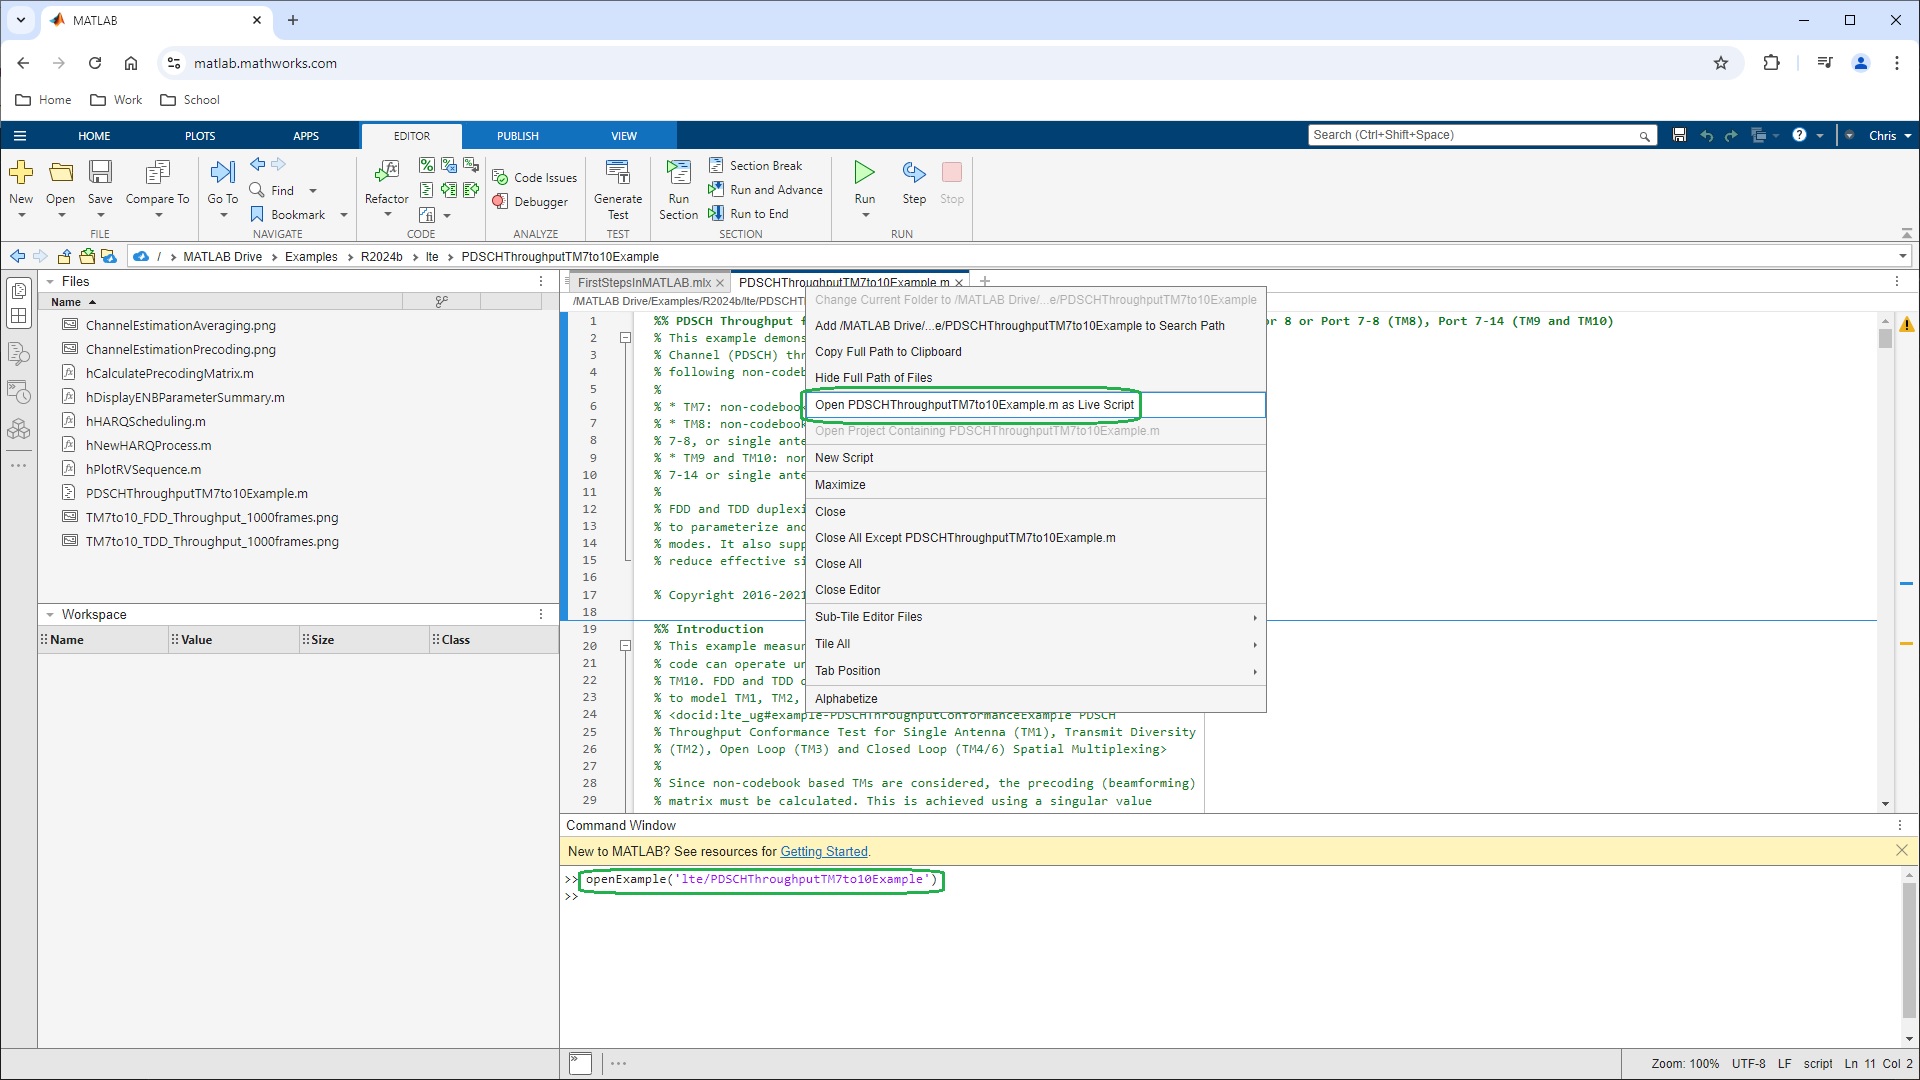 MATLAB
matlab.mathworks.com
Home
Work
School
HOME
PLOTS
APPS
EDITOR
PUBLISH
VIEW
Search (Ctrl+Shift+Space)
Chris
New
Open
Save
Compare To
FILE
Go To
Find
Bookmark
NAVIGATE
Refactor
CODE
Code Issues
Debugger
ANALYZE
Generate
Test
TEST
Run
Section
Section Break
Run and Advance
Run to End
SECTION
Run
Step
Stop
RUN
/ MATLAB Drive Examples R2024b lte PDSCHThroughputTM7to10Example
Files
Name
ChannelEstimationAveraging.png
ChannelEstimationPrecoding.png
hCalculatePrecodingMatrix.m
hDisplayENBParameterSummary.m
hHARQScheduling.m
hNewHARQProcess.m
hPlotRVSequence.m
PDSCHThroughputTM7to10Example.m
TM7to10_FDD_Throughput_1000frames.png
TM7to10_TDD_Throughput_1000frames.png
Workspace
Name Value Size Class
FirstStepsInMATLAB.mlx
PDSCHThroughputTM7to10Example.m
/MATLAB Drive/Examples/R2024b/lte/PDSCHT
1 %% PDSCH Throughput f or 8 or Port 7-8 (TM8), Port 7-14 (TM9 and TM10)
2 % This example demons
3 % Channel (PDSCH) thr
4 % following non-codeb
5 %
6 % * TM7: non-codebook
7 % * TM8: non-codebook
8 % 7-8, or single ante
9 % * TM9 and TM10: non
10 % 7-14 or single ante
11 %
12 % FDD and TDD duplexi
13 % to parameterize and
14 % modes. It also supp
15 % reduce effective si
16
17 % Copyright 2016-2021
18
19 %% Introduction
20 % This example measur
21 % code can operate un
22 % TM10. FDD and TDD d
23 % to model TM1, TM2,
24 % <docid:lte_ug#example-PDSCHThroughputConformanceExample PDSCH
25 % Throughput Conformance Test for Single Antenna (TM1), Transmit Diversity
26 % (TM2), Open Loop (TM3) and Closed Loop (TM4/6) Spatial Multiplexing>
27 %
28 % Since non-codebook based TMs are considered, the precoding (beamforming)
29 % matrix must be calculated. This is achieved using a singular value
Change Current Folder to /MATLAB Drive/...e/PDSCHThroughputTM7to10Example
Add /MATLAB Drive/...e/PDSCHThroughputTM7to10Example to Search Path
Copy Full Path to Clipboard
Hide Full Path of Files
Open PDSCHThroughputTM7to10Example.m as Live Script
Open Project Containing PDSCHThroughputTM7to10Example.m
New Script
Maximize
Close
Close All Except PDSCHThroughputTM7to10Example.m
Close All
Close Editor
Sub-Tile Editor Files
Tile All
Tab Position
Alphabetize
Command Window
New to MATLAB? See resources for Getting Started.
>> openExample('lte/PDSCHThroughputTM7to10Example')
>>
Zoom: 100% UTF-8 LF script Ln 11 Col 2